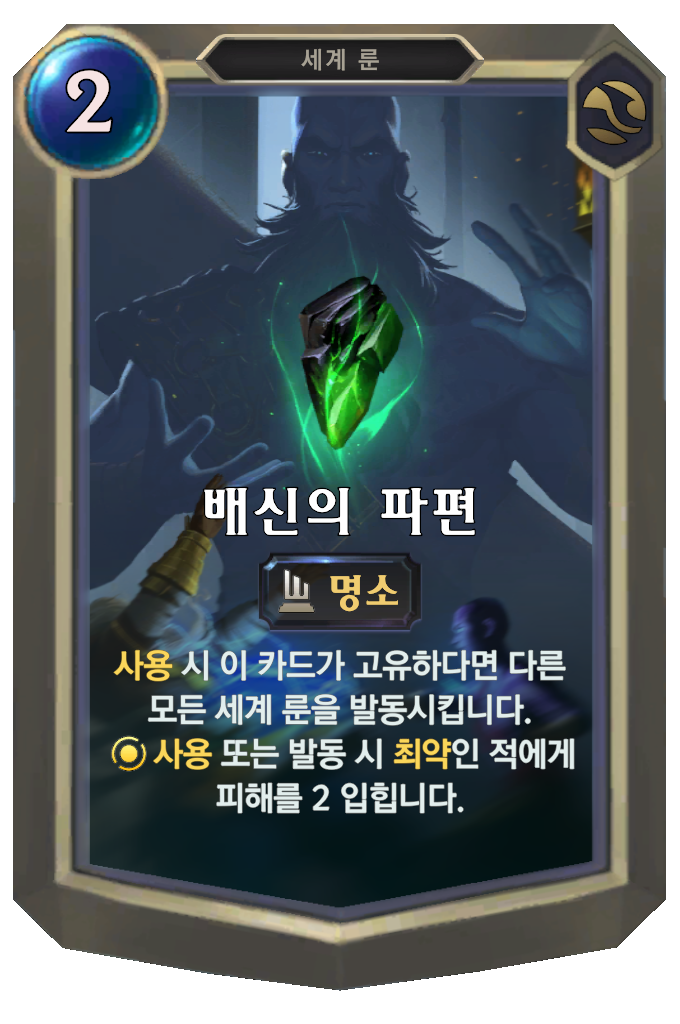 세계 룬
2
배신의 파편
명소
사용 시 이 카드가 고유하다면 다른
모든 세계 룬을 발동시킵니다.
사용 또는 발동 시 최약인 적에게
피해를 2 입힙니다.